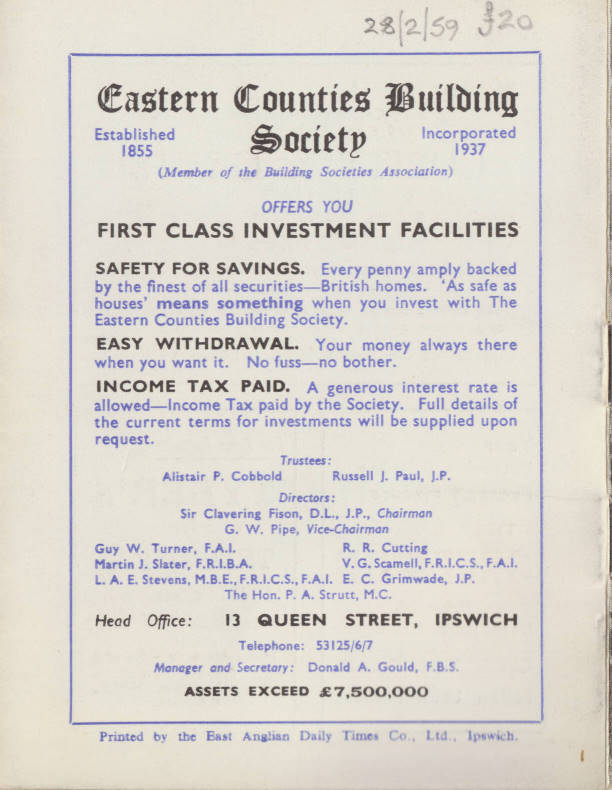 28/2/59 £20
Eastern Counties Building
Society
Established
1855
Incorporated
1937
(Member of the Building Societies Association)
OFFERS YOU
FIRST CLASS INVESTMENT FACILITIES
SAFETY FOR SAVINGS. Every penny amply backed
by the finest of all securities—British homes. 'As safe as
houses' means something when you invest with The
Eastern Counties Building Society.
EASY WITHDRAWAL. Your money always there
when you want it. No fuss—no bother.
INCOME TAX PAID. A generous interest rate is
allowed—Income Tax paid by the Society. Full details of
the current terms for investments will be supplied upon
request.
Trustees:
Alistair P. Cobbold Russell J. Paul, J.P.
Directors:
Sir Clavering Fison, D.L., J.P., Chairman
G. W. Pipe, Vice-Chairman
Guy W. Turner, F.A.I. R. R. Cutting
Martin J. Slater, F.R.I.B.A. V. G. Scamell, F.R.I.C.S., F.A.I.
L. A. E. Stevens, M.B.E., F.R.I.C.S., F.A.I. E. C. Grimwade, J.P.
The Hon. P. A. Strutt, M.C.
Head Office: 13 QUEEN STREET, IPSWICH
Telephone: 53125/6/7
Manager and Secretary: Donald A. Gould, F.B.S.
ASSETS EXCEED £7,500,000
Printed by the East Anglian Daily Times Co., Ltd., Ipswich.